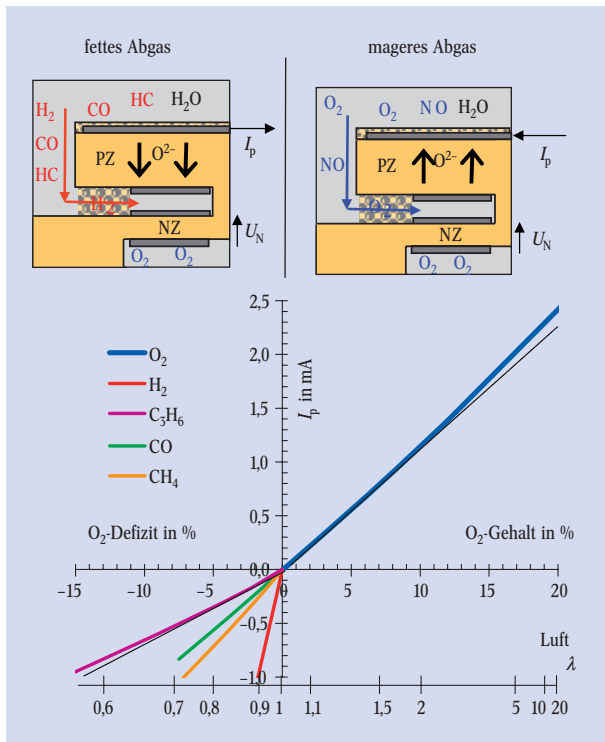 fettes Abgas
mageres Abgas
H2 CO HC H2O
CO
HC
PZ O2– Ip
H2
NZ
UN
O2 O2
O2 O2 NO H2O
NO
PZ O2– Ip
O2
NZ
UN
O2 O2
2,5
2,0
1,5
1,0
0,5
0,0
–0,5
–1,0
Ip in mA
O2
H2
C3H6
CO
CH4
O2-Defizit in %
O2-Gehalt in %
–15 –10 –5 0 5 10 15 20
Luft
λ
0,6 0,7 0,8 0,9 1 1,1 1,5 2 5 10 20